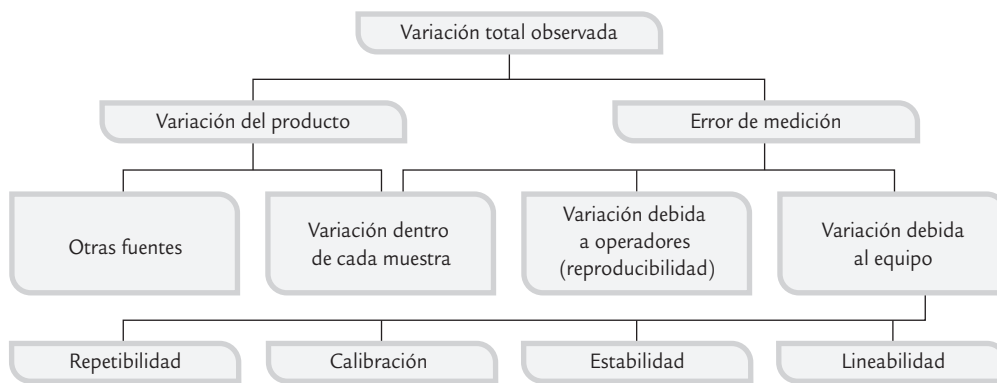 Variación total observada
Variación del producto
Error de medición
Otras fuentes
Variación dentro
de cada muestra
Variación debida
a operadores
(reproducibilidad)
Variación debida
al equipo
Repetibilidad
Calibración
Estabilidad
Lineabilidad